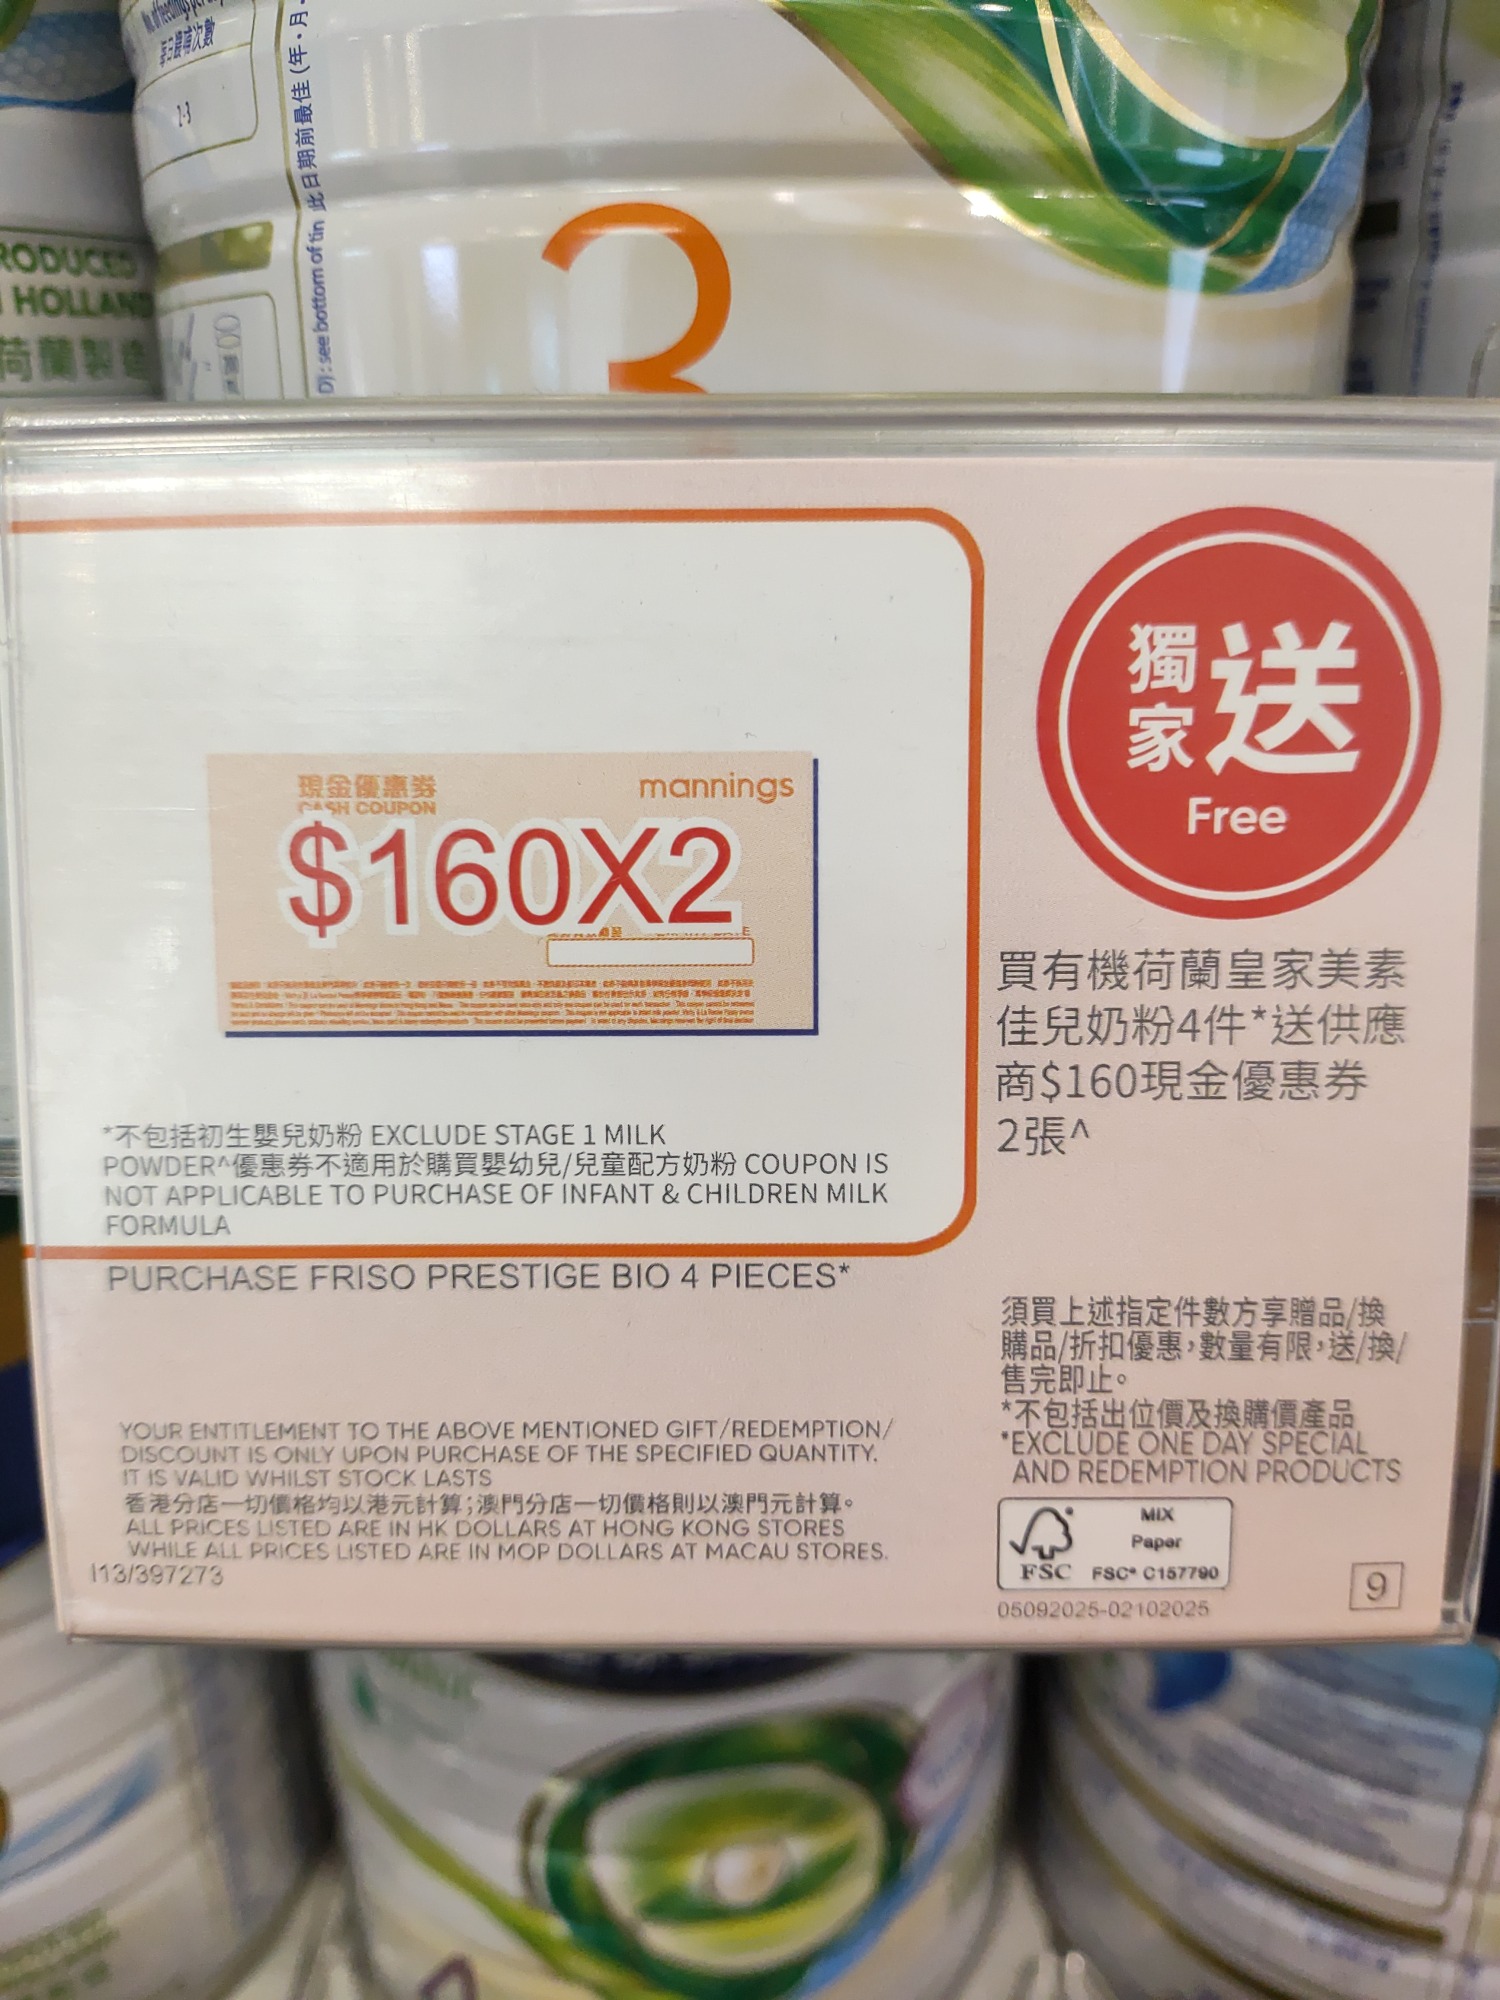 2-3
此日期前最佳 (年.月.
D) : see bottom of tin
HOLLAND
荷蘭製造
3
獨家
送
Free
現金優惠券
mannings
CASH COUPON
$160X2
買有機荷蘭皇家美素
佳兒奶粉4件*送供應
商$160現金優惠券
2張^
*不包括初生嬰兒奶粉 EXCLUDE STAGE 1 MILK
POWDER^優惠券不適用於購買嬰幼兒/兒童配方奶粉 COUPON IS
NOT APPLICABLE TO PURCHASE OF INFANT & CHILDREN MILK
FORMULA
PURCHASE FRISO PRESTIGE BIO 4 PIECES*
須買上述指定件數方享贈品/換
購品/折扣優惠，數量有限，送/換/
售完即止。
*不包括出位價及換購價產品
*EXCLUDE ONE DAY SPECIAL
AND REDEMPTION PRODUCTS
YOUR ENTITLEMENT TO THE ABOVE MENTIONED GIFT/REDEMPTION/
DISCOUNT IS ONLY UPON PURCHASE OF THE SPECIFIED QUANTITY.
IT IS VALID WHILST STOCK LASTS
香港分店一切價格均以港元計算；澳門分店一切價格則以澳門元計算。
ALL PRICES LISTED ARE IN HK DOLLARS AT HONG KONG STORES
WHILE ALL PRICES LISTED ARE IN MOP DOLLARS AT MACAU STORES.
I13/397273
MIX
Paper
FSC
FSC® C157790
05092025-02102025
9